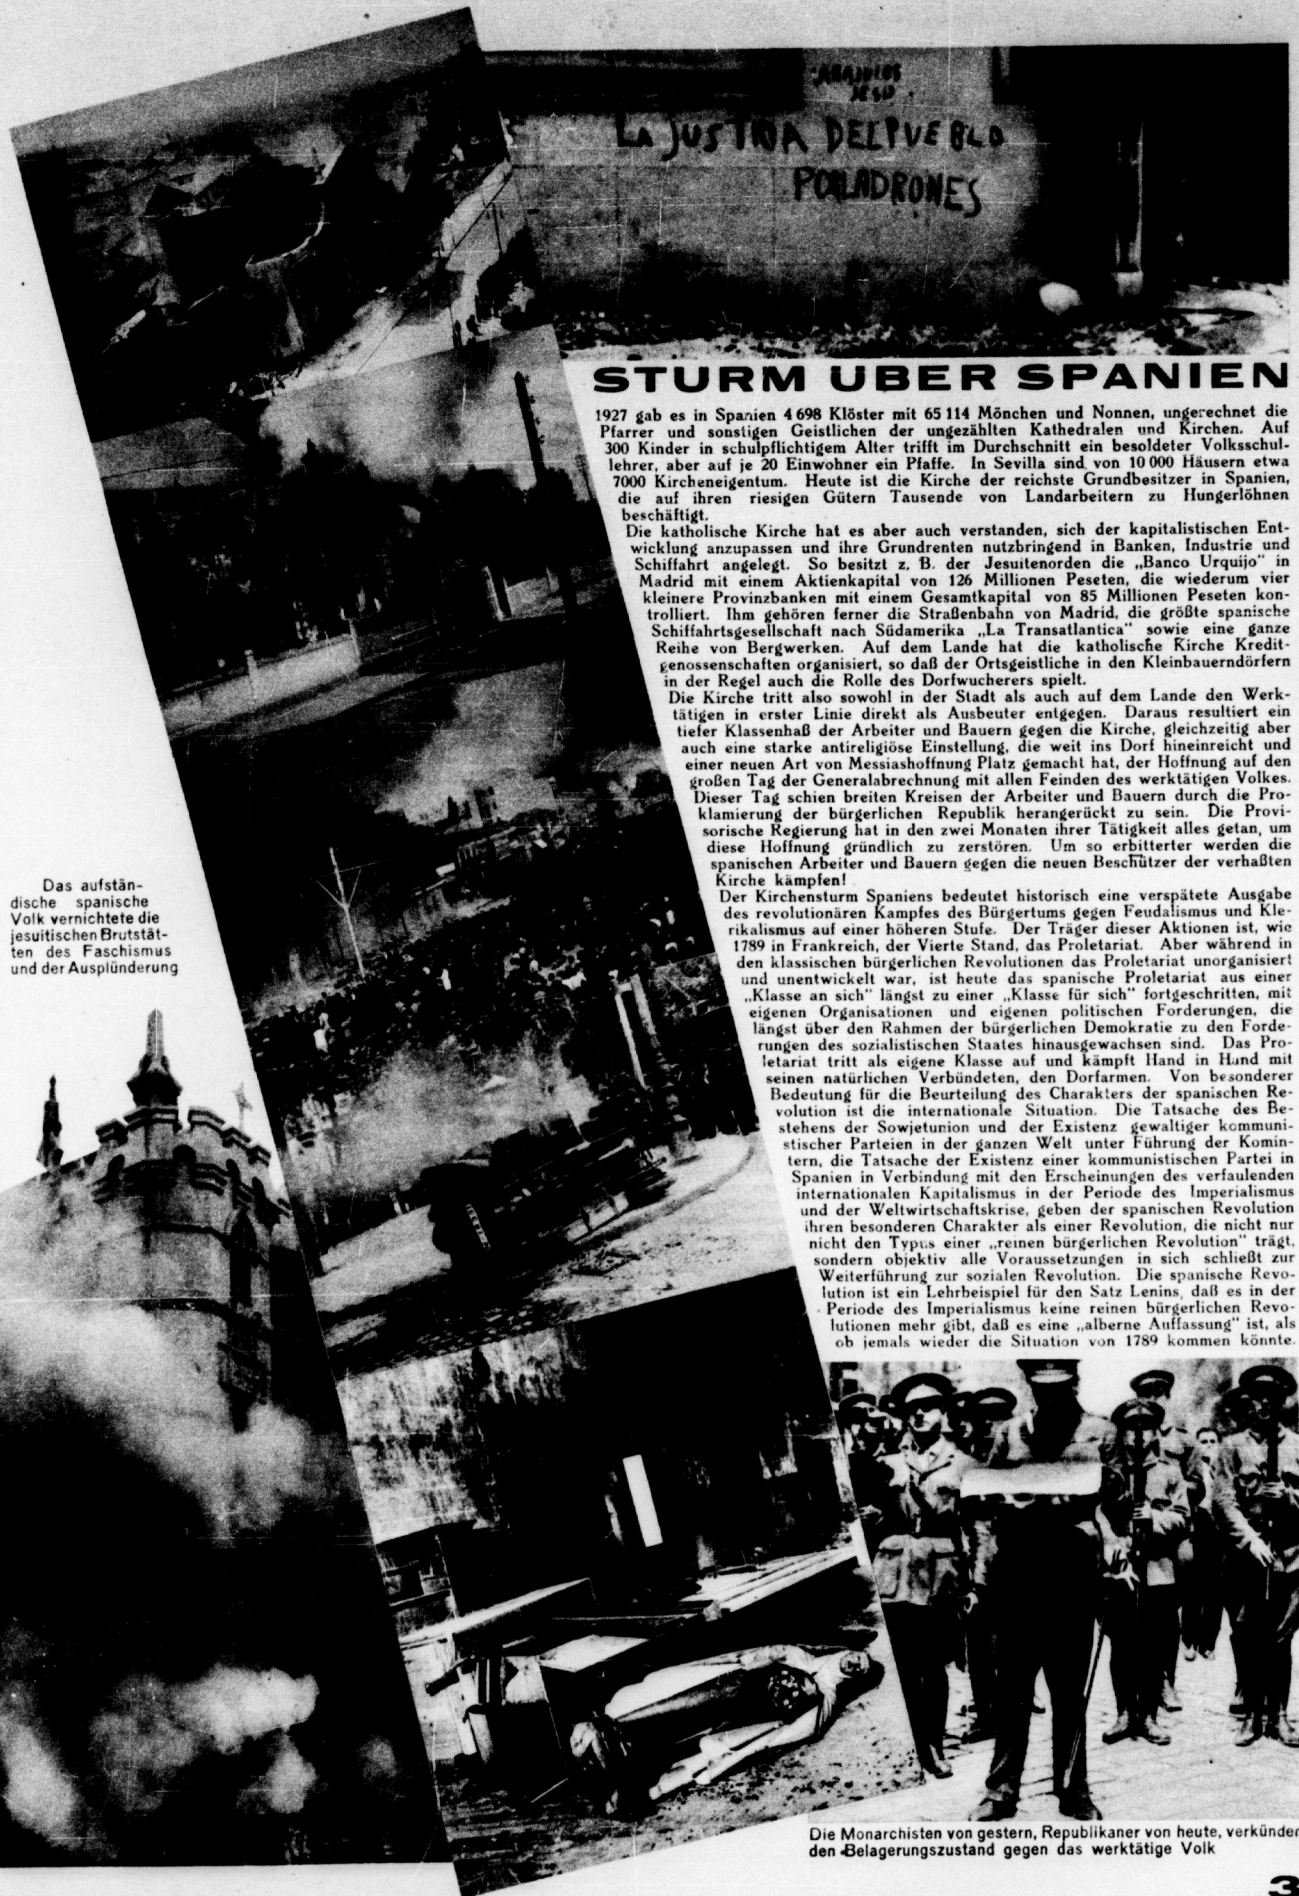 LA JUSTICIA DEL PUEBLO
POR LADRONES
STURM UBER SPANIEN
1927 gab es in Spanien 4 698 Klöster mit 65 114 Mönchen und Nonnen, ungerechnet die
Pfarrer und sonstigen Geistlichen der ungezählten Kathedralen und Kirchen. Auf
300 Kinder in schulpflichtigem Alter trifft im Durchschnitt ein besoldeter Volksschul-
lehrer, aber auf je 20 Einwohner ein Pfaffe. In Sevilla sind von 10 000 Häusern etwa
7000 Kircheneigentum. Heute ist die Kirche der reichste Grundbesitzer in Spanien,
die auf ihren riesigen Gütern Tausende von Landarbeitern zu Hungerlöhnen
beschäftigt.
Die katholische Kirche hat es aber auch verstanden, sich der kapitalistischen Ent-
wicklung anzupassen und ihre Grundrenten nutzbringend in Banken, Industrie und
Schiffahrt angelegt. So besitzt z. B. der Jesuitenorden die „Banco Urquijo" in
Madrid mit einem Aktienkapital von 126 Millionen Peseten, die wiederum vier
kleinere Provinzbanken mit einem Gesamtkapital von 85 Millionen Peseten kon-
trolliert. Ihm gehören ferner die Straßenbahn von Madrid, die größte spanische
Schiffahrtsgesellschaft nach Südamerika „La Transatlantica" sowie eine ganze
Reihe von Bergwerken. Auf dem Lande hat die katholische Kirche Kredit-
genossenschaften organisiert, so daß der Ortsgeistliche in den Kleinbauerndörfern
in der Regel auch die Rolle des Dorfwucherers spielt.
Die Kirche tritt also sowohl in der Stadt als auch auf dem Lande den Werk-
tätigen in erster Linie direkt als Ausbeuter entgegen. Daraus resultiert ein
tiefer Klassenhaß der Arbeiter und Bauern gegen die Kirche, gleichzeitig aber
auch eine starke antireligiöse Einstellung, die weit ins Dorf hineinreicht und
einer neuen Art von Messiashoffnung Platz gemacht hat, der Hoffnung auf den
großen Tag der Generalabrechnung mit allen Feinden des werktätigen Volkes.
Dieser Tag schien breiten Kreisen der Arbeiter und Bauern durch die Pro-
klamierung der bürgerlichen Republik herangerückt zu sein. Die Provi-
sorische Regierung hat in den zwei Monaten ihrer Tätigkeit alles getan, um
diese Hoffnung gründlich zu zerstören. Um so erbitterter werden die
spanischen Arbeiter und Bauern gegen die neuen Beschützer der verhaßten
Kirche kämpfen!
Der Kirchensturm Spaniens bedeutet historisch eine verspätete Ausgabe
des revolutionären Kampfes des Bürgertums gegen Feudalismus und Kle-
rikalismus auf einer höheren Stufe. Der Träger dieser Aktionen ist, wie
1789 in Frankreich, der Vierte Stand, das Proletariat. Aber während in
den klassischen bürgerlichen Revolutionen das Proletariat unorganisiert
und unentwickelt war, ist heute das spanische Proletariat aus einer
„Klasse an sich" längst zu einer „Klasse für sich" fortgeschritten, mit
eigenen Organisationen und eigenen politischen Forderungen, die
längst über den Rahmen der bürgerlichen Demokratie zu den Forde-
rungen des sozialistischen Staates hinausgewachsen sind. Das Pro-
letariat tritt als eigene Klasse auf und kämpft Hand in Hand mit
seinen natürlichen Verbündeten, den Dorfarmen. Von besonderer
Bedeutung für die Beurteilung des Charakters der spanischen Re-
volution ist die internationale Situation. Die Tatsache des Be-
stehens der Sowjetunion und der Existenz gewaltiger kommuni-
stischer Parteien in der ganzen Welt unter Führung der Komin-
tern, die Tatsache der Existenz einer kommunistischen Partei in
Spanien in Verbindung mit den Erscheinungen des verfaulenden
internationalen Kapitalismus in der Periode des Imperialismus
und der Weltwirtschaftskrise, geben der spanischen Revolution
ihren besonderen Charakter als einer Revolution, die nicht nur
nicht den Typus einer „reinen bürgerlichen Revolution" trägt,
sondern objektiv alle Voraussetzungen in sich schließt zur
Weiterführung zur sozialen Revolution. Die spanische Revo-
lution ist ein Lehrbeispiel für den Satz Lenins, daß es in der
Periode des Imperialismus keine reinen bürgerlichen Revo-
lutionen mehr gibt, daß es eine „alberne Auffassung" ist, als
ob jemals wieder die Situation von 1789 kommen könnte.
Das aufstän-
dische spanische
Volk vernichtete die
jesuitischen Brutstät-
ten des Faschismus
und der Ausplünderung
Die Monarchisten von gestern, Republikaner von heute, verkünden
den Belagerungszustand gegen das werktätige Volk
3